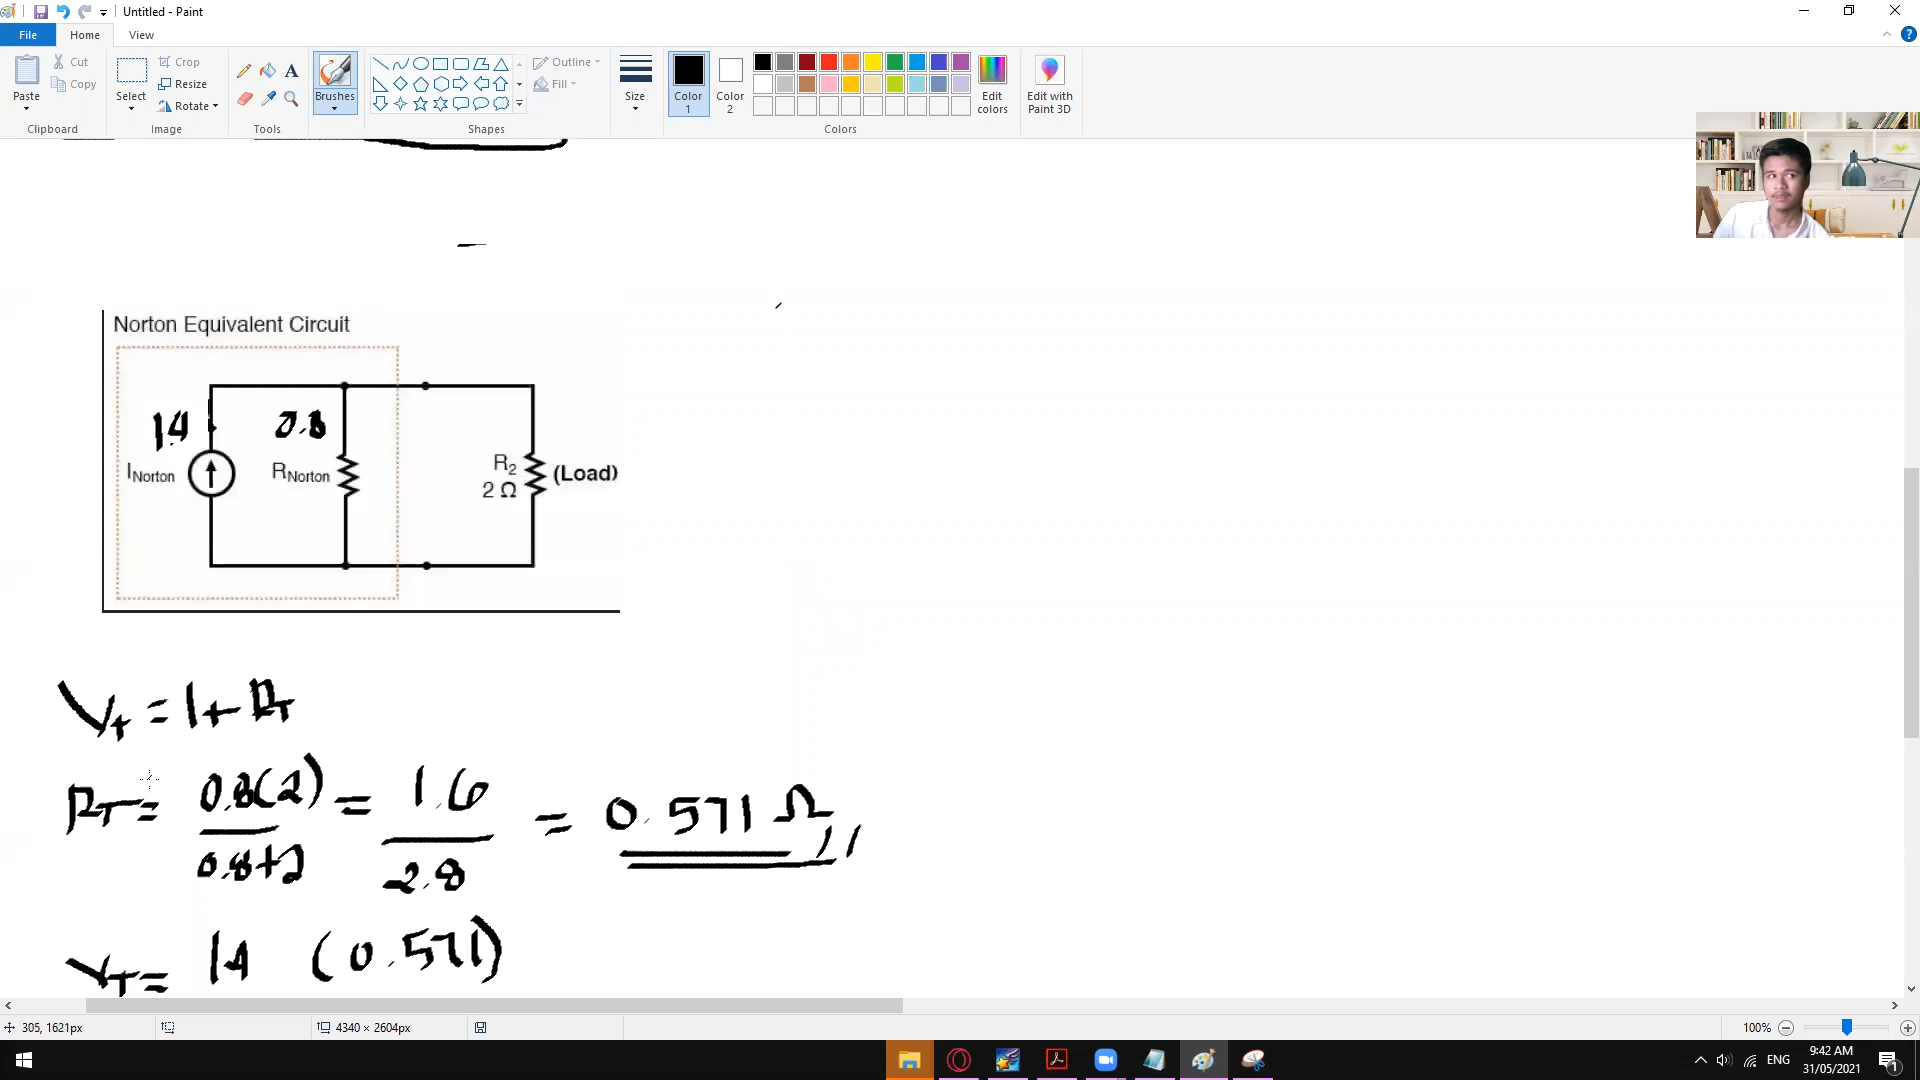 Untitled - Paint
File Home View
Paste
Cut
Copy
Clipboard
Select
Crop
Resize
Rotate
Image
Tools
Brushes
Shapes
Outline
Fill
Size
Color 1
Color 2
Colors
Edit colors
Edit with Paint 3D
Norton Equivalent Circuit
14 0.8
I Norton R Norton
R2
2 Ω
(Load)
VT = IT RT
RT = 0.8(2) / 0.8+2 = 1.6 / 2.8 = 0.571 Ω
VT = 14 (0.571)
305, 1621px
4340 × 2604px
100%
ENG
9:42 AM
31/05/2021
1